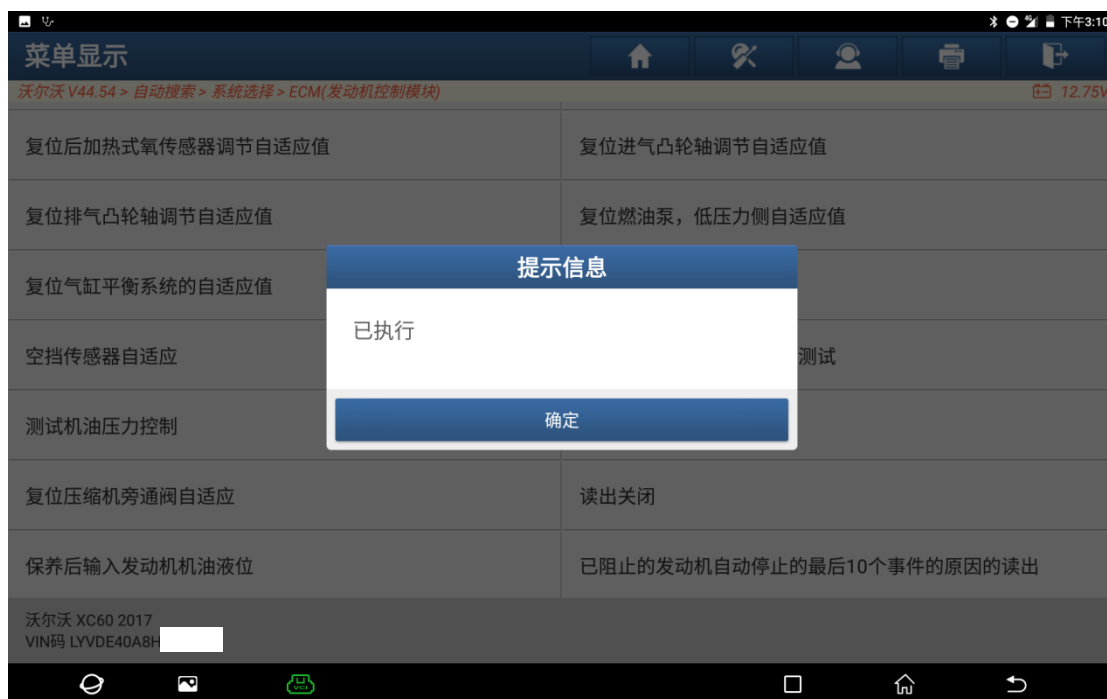 下午3:10
菜单显示
沃尔沃 V44.54 > 自动搜索 > 系统选择 > ECM(发动机控制模块)
12.75V
复位后加热式氧传感器调节自适应值
复位进气凸轮轴调节自适应值
复位排气凸轮轴调节自适应值
复位燃油泵，低压力侧自适应值
复位气缸平衡系统的自适应值
提示信息
已执行
空挡传感器自适应
测试
确定
测试机油压力控制
复位压缩机旁通阀自适应
读出关闭
保养后输入发动机机油液位
已阻止的发动机自动停止的最后10个事件的原因的读出
沃尔沃 XC60 2017
VIN码 LYVDE40A8H
VCI